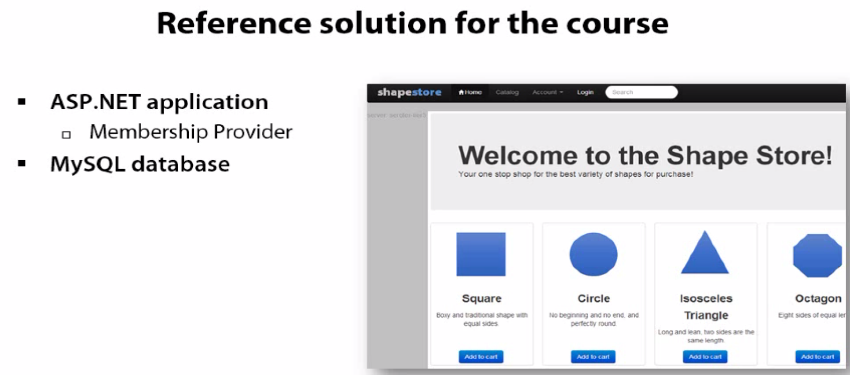 Reference solution for the course
ASP.NET application
Membership Provider
MySQL database
shapestore Home Catalog Account Login Search
Welcome to the Shape Store!
Your one stop shop for the best variety of shapes for purchase!
Square
Boxy and traditional shape with
equal sides
Add to cart
Circle
No beginning and no end, and
perfectly round
Add to cart
Isosceles
Triangle
Long and lean, two sides are the
same length
Add to cart
Octagon
Eight sides of equal
Add to cart